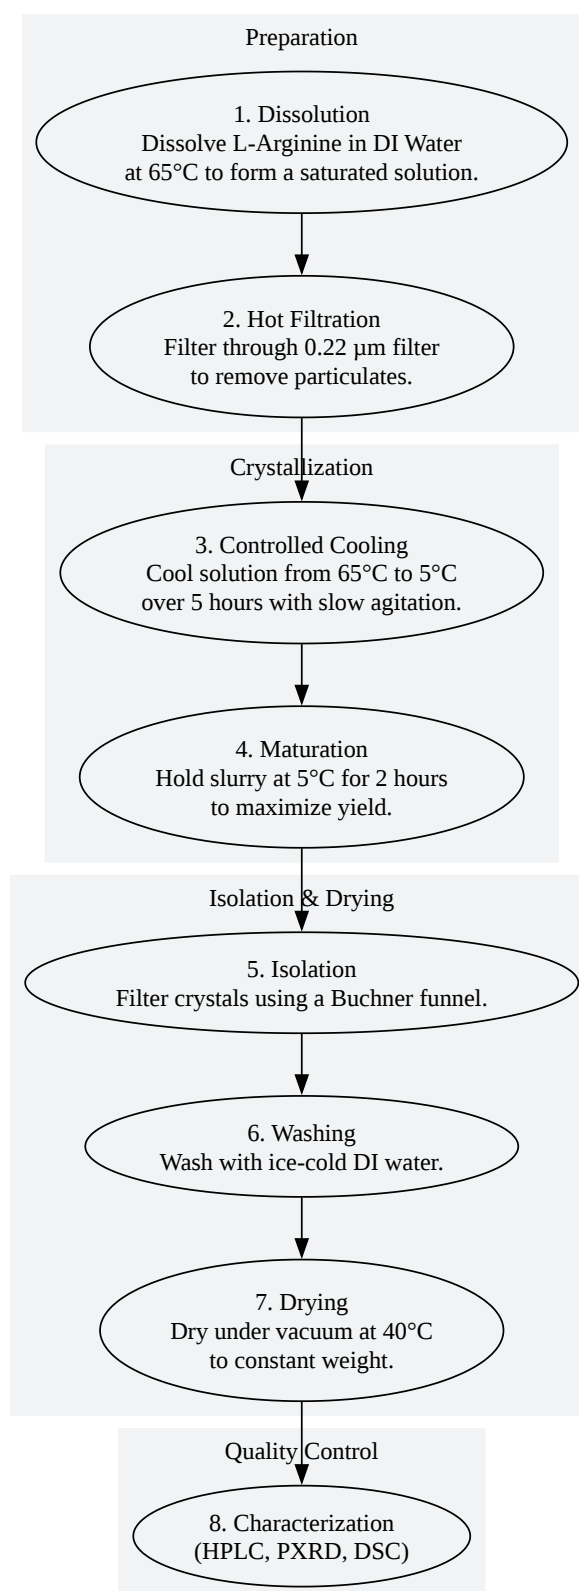 Preparation
1. Dissolution
Dissolve L-Arginine in DI Water
at 65°C to form a saturated solution.
2. Hot Filtration
Filter through 0.22 µm filter
to remove particulates.
Crystallization
3. Controlled Cooling
Cool solution from 65°C to 5°C
over 5 hours with slow agitation.
4. Maturation
Hold slurry at 5°C for 2 hours
to maximize yield.
Isolation & Drying
5. Isolation
Filter crystals using a Buchner funnel.
6. Washing
Wash with ice-cold DI water.
7. Drying
Dry under vacuum at 40°C
to constant weight.
Quality Control
8. Characterization
(HPLC, PXRD, DSC)